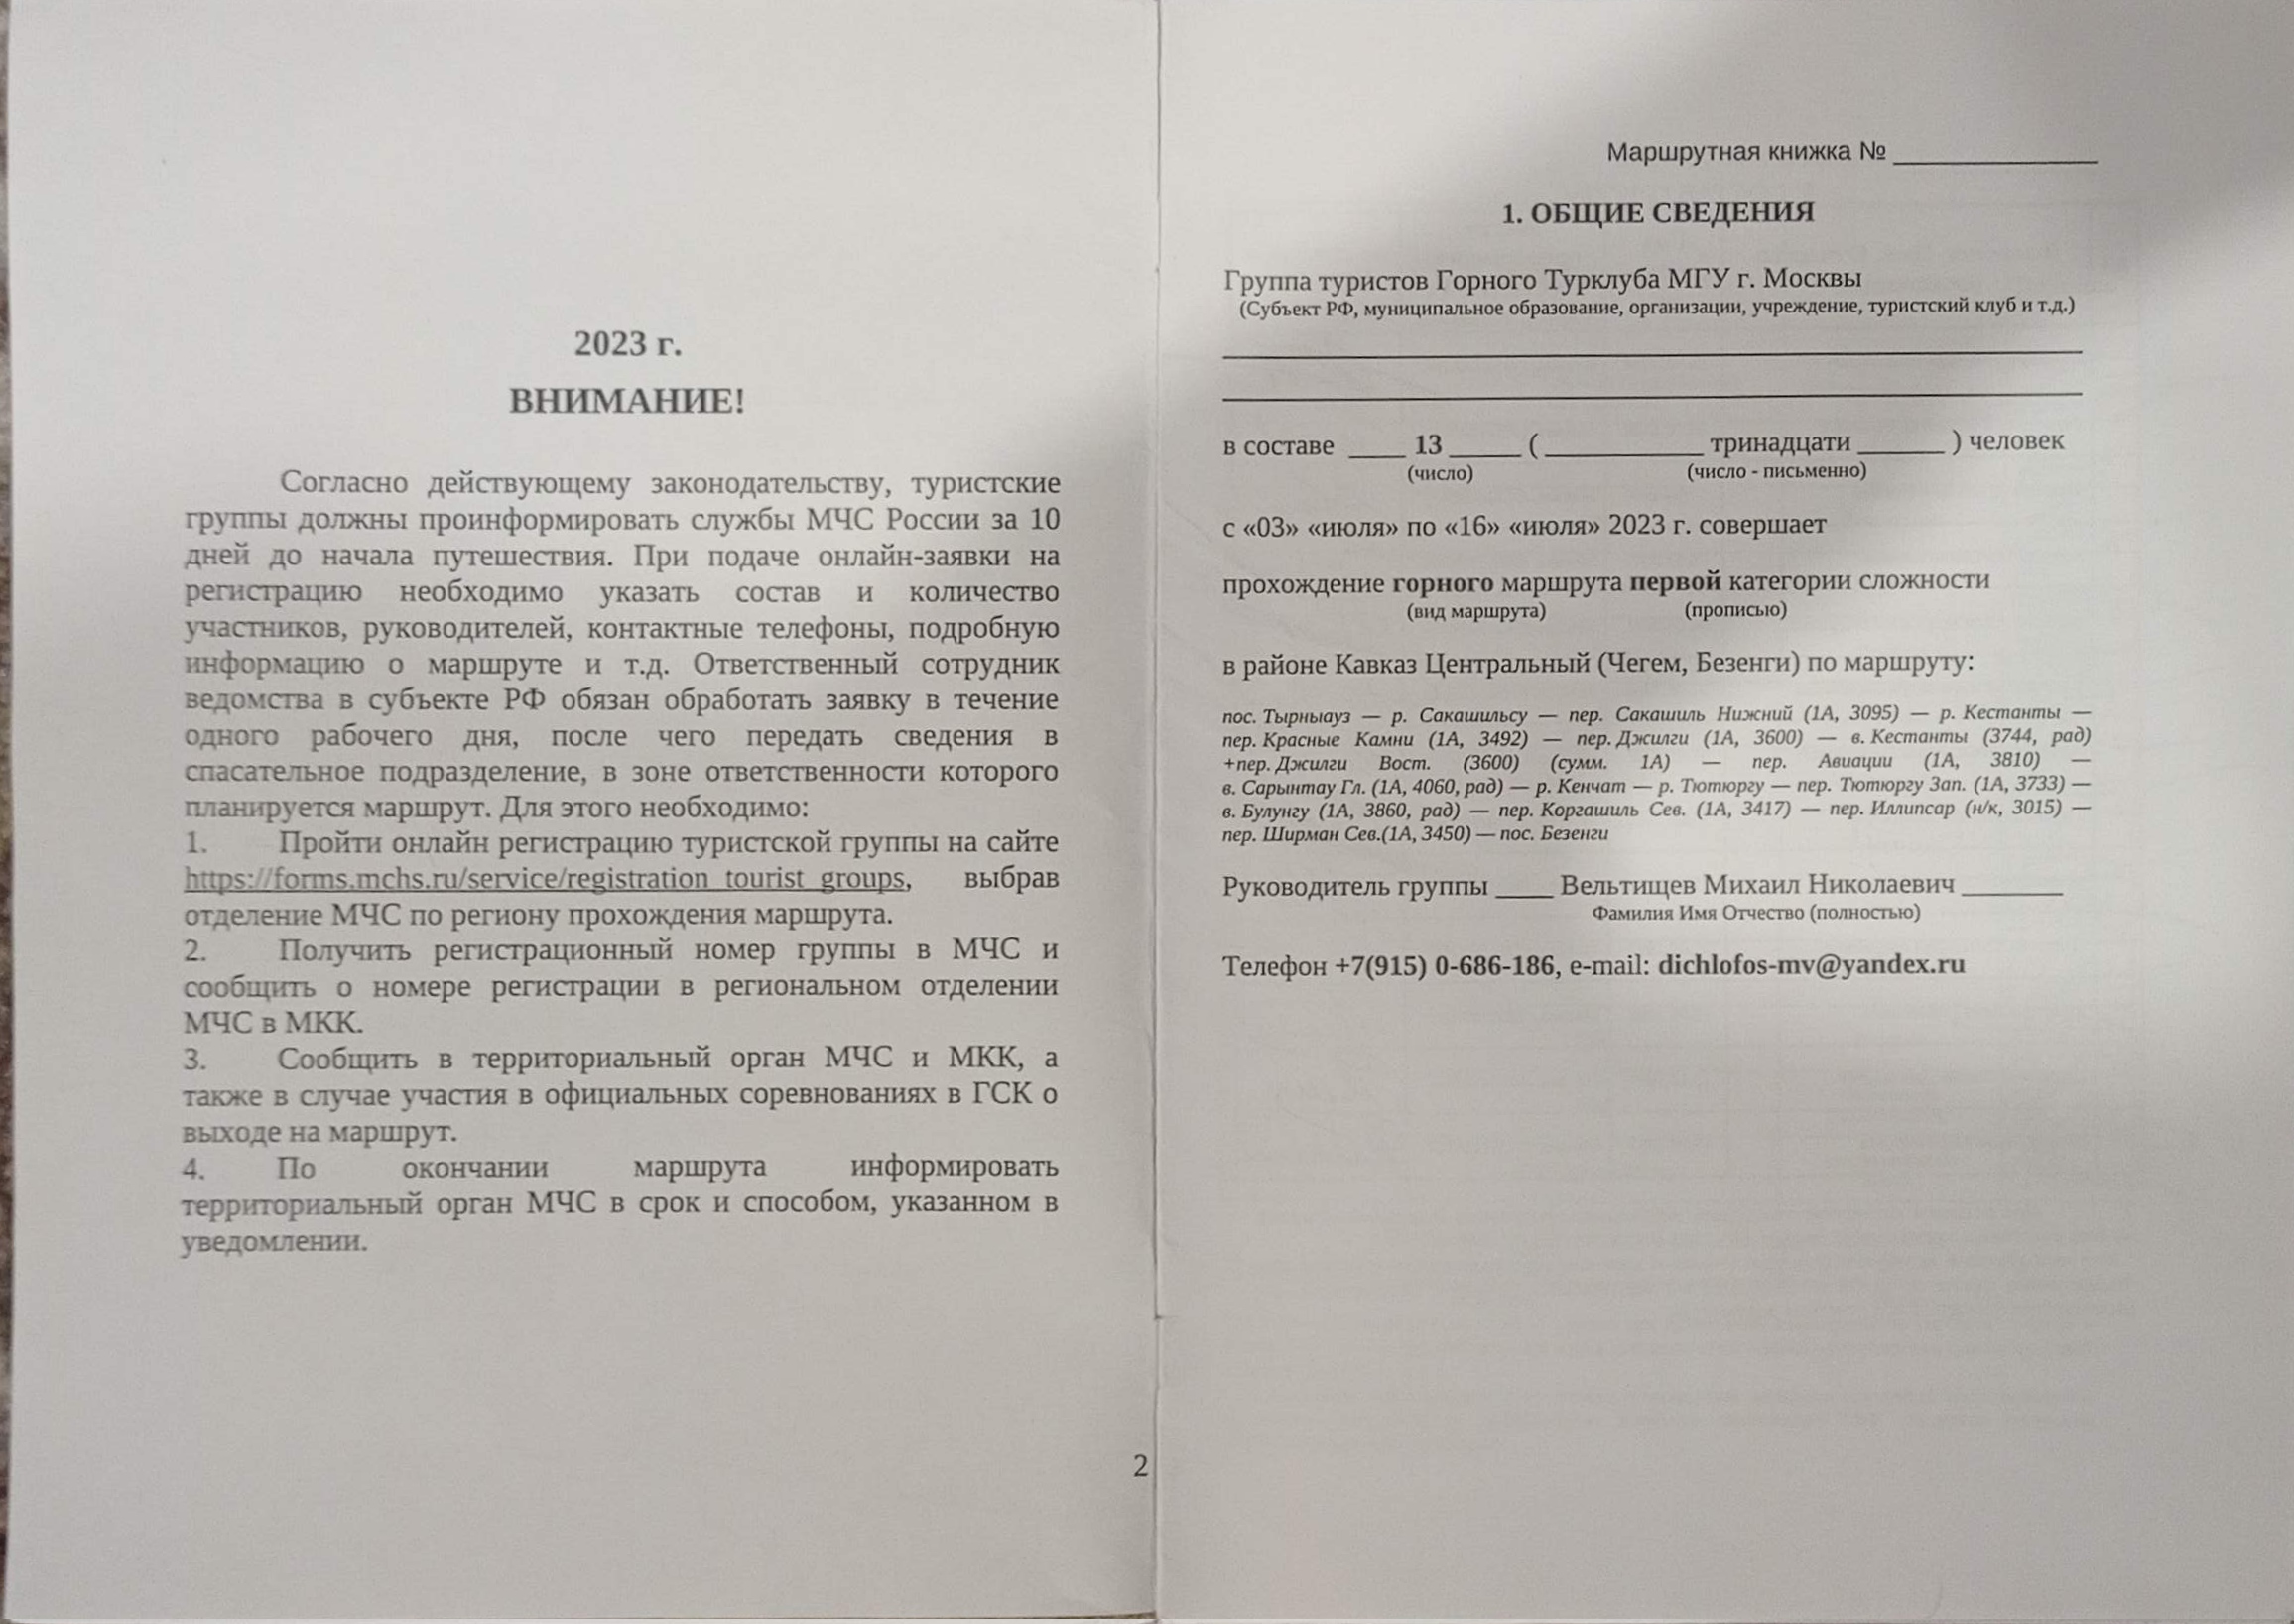 2023 г.
ВНИМАНИЕ!
Согласно действующему законодательству, туристские
группы должны проинформировать службы МЧС России за 10
дней до начала путешествия. При подаче онлайн-заявки на
регистрацию необходимо указать состав и количество
участников, руководителей, контактные телефоны, подробную
информацию о маршруте и т.д. Ответственный сотрудник
ведомства в субъекте РФ обязан обработать заявку в течение
одного рабочего дня, после чего передать сведения в
спасательное подразделение, в зоне ответственности которого
планируется маршрут. Для этого необходимо:
1. Пройти онлайн регистрацию туристской группы на сайте
https://forms.mchs.ru/service/registration_tourist_groups, выбрав
отделение МЧС по региону прохождения маршрута.
2. Получить регистрационный номер группы в МЧС и
сообщить о номере регистрации в региональном отделении
МЧС в МКК.
3. Сообщить в территориальный орган МЧС и МКК, а
также в случае участия в официальных соревнованиях в ГСК о
выходе на маршрут.
4. По окончании маршрута информировать
территориальный орган МЧС в срок и способом, указанном в
уведомлении.
2
Маршрутная книжка № ______________
1. ОБЩИЕ СВЕДЕНИЯ
Группа туристов Горного Турклуба МГУ г. Москвы
(Субъект РФ, муниципальное образование, организации, учреждение, туристский клуб и т.д.)
в составе ____ 13 _____ ( ___________ тринадцати ______ ) человек
(число) (число - письменно)
с «03» «июля» по «16» «июля» 2023 г. совершает
прохождение горного маршрута первой категории сложности
(вид маршрута) (прописью)
в районе Кавказ Центральный (Чегем, Безенги) по маршруту:
пос. Тырныауз — р. Сакашильсу — пер. Сакашиль Нижний (1А, 3095) — р. Кестанты —
пер. Красные Камни (1А, 3492) — пер. Джилги (1А, 3600) — в. Кестанты (3744, рад)
+пер. Джилги Вост. (3600) (сумм. 1А) — пер. Авиации (1А, 3810) —
в. Сарынтау Гл. (1А, 4060, рад) — р. Кенчат — р. Тютюргу — пер. Тютюргу Зап. (1А, 3733) —
в. Булунгу (1А, 3860, рад) — пер. Коргашиль Сев. (1А, 3417) — пер. Иллипсар (н/к, 3015) —
пер. Ширман Сев.(1А, 3450) — пос. Безенги
Руководитель группы ____ Вельтищев Михаил Николаевич _______
Фамилия Имя Отчество (полностью)
Телефон +7(915) 0-686-186, e-mail: dichlofos-mv@yandex.ru